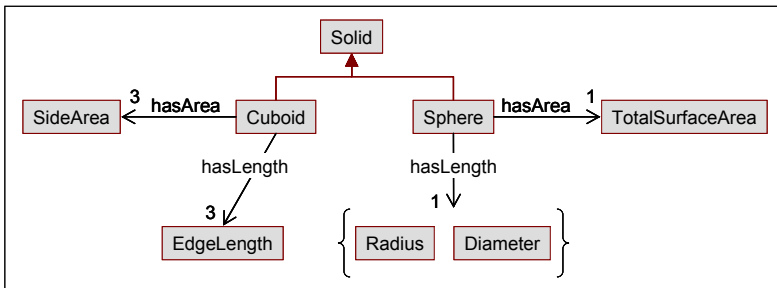 Solid
3 hasArea 1 hasArea
SideArea Cuboid Sphere TotalSurfaceArea
hasLength hasLength
3 1
EdgeLength { Radius Diameter }